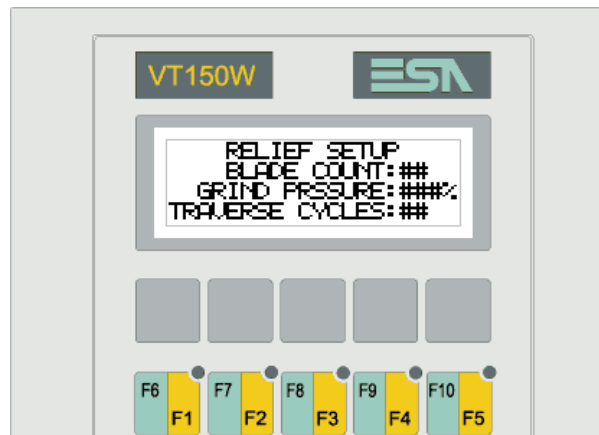 VT150W ESA
RELIEF SETUP
BLADE COUNT:##
GRIND PRSSURE:###%
TRAVERSE CYCLES:##
F6 F7 F8 F9 F10
F1 F2 F3 F4 F5